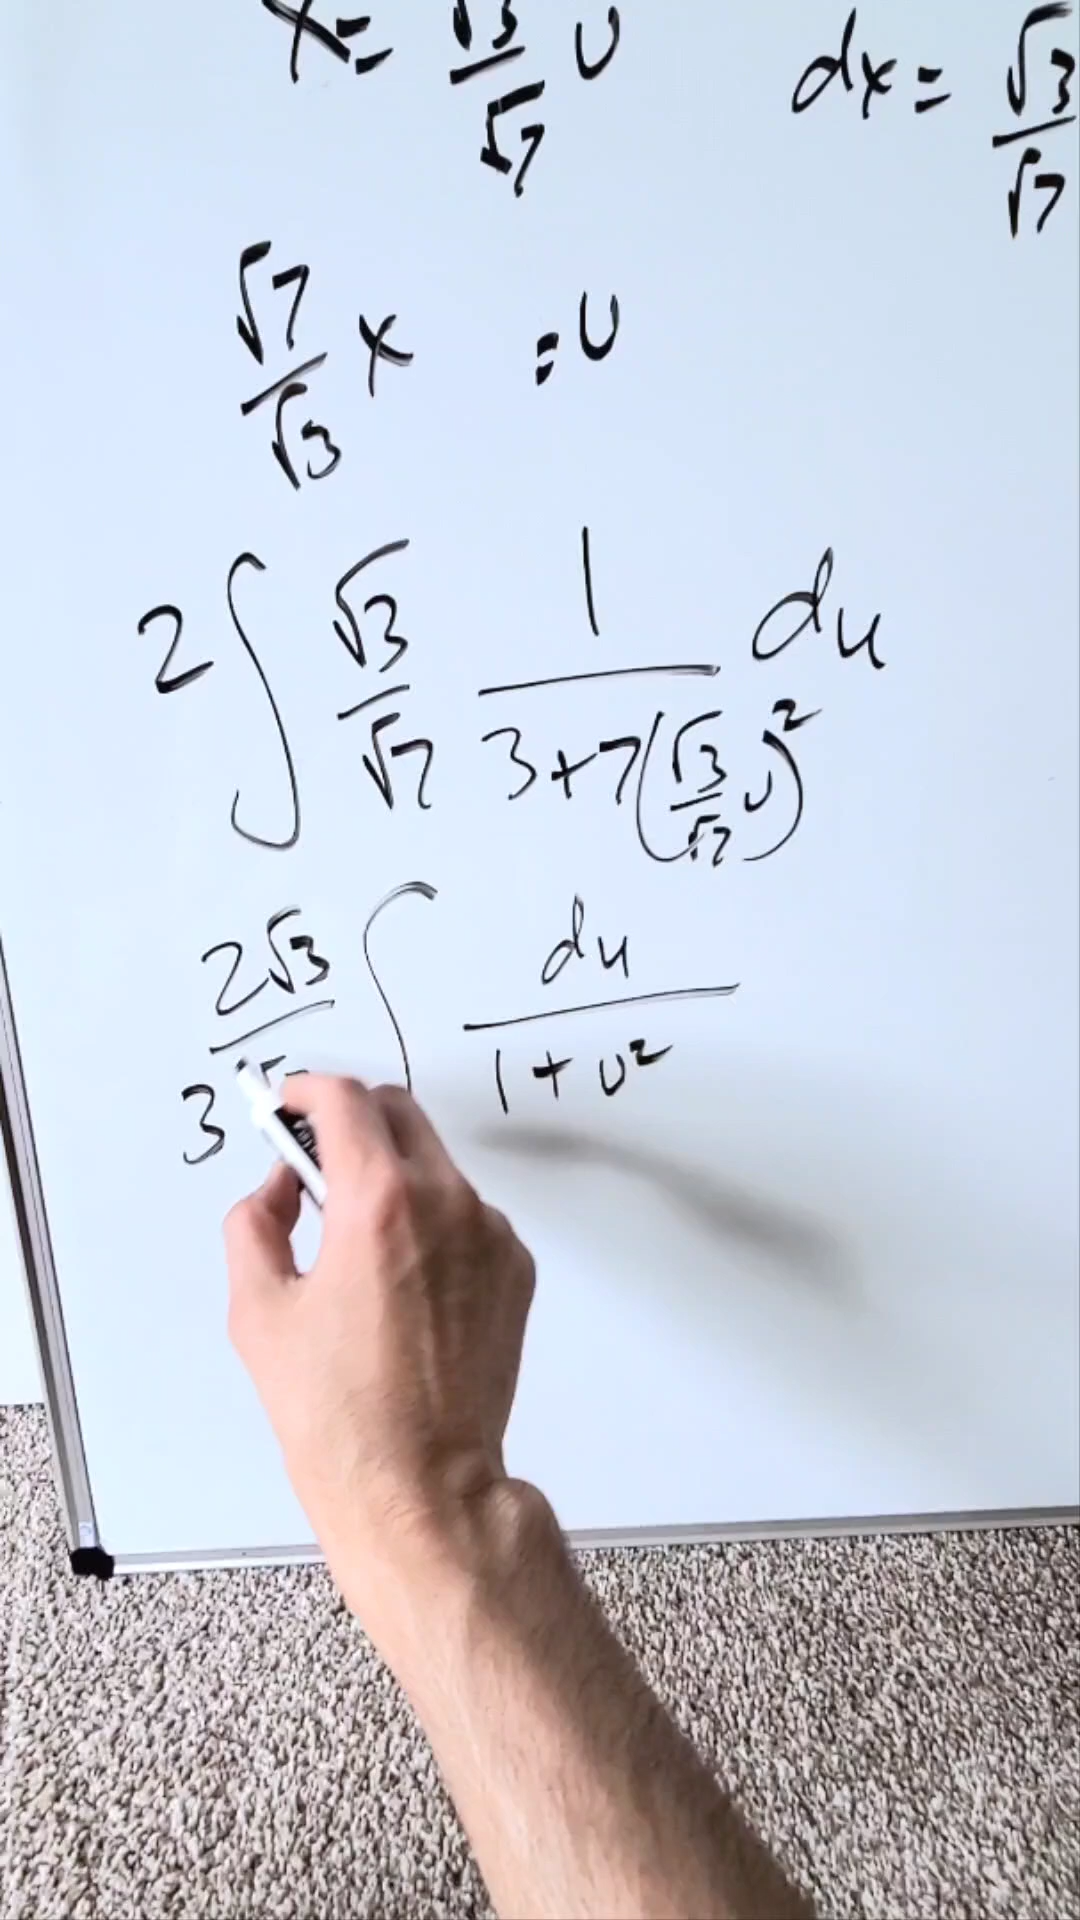 x = √3/√7 u dx = √3/√7
√7/√3 x = u
2 ∫ √3/√7 1/(3+7(√3/√7 u)²) du
2√3/3√ ∫ du/(1+u²)